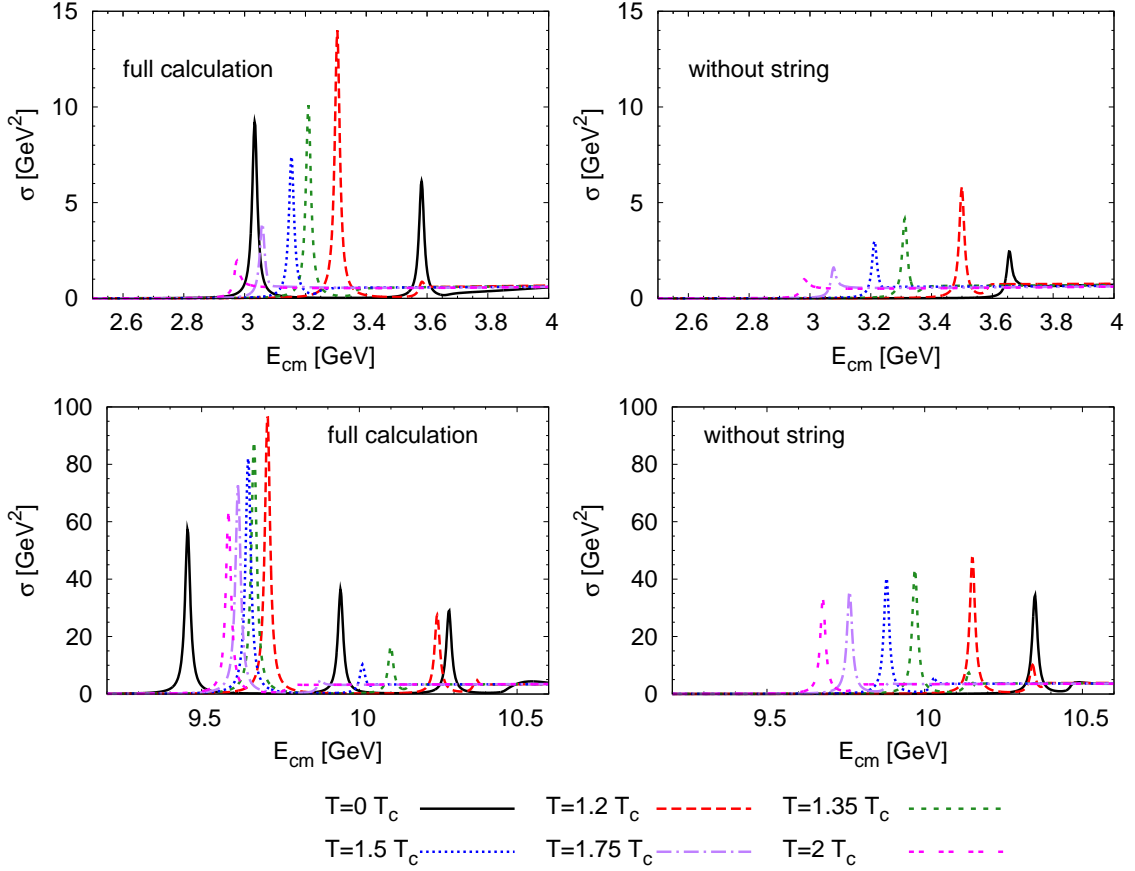 0
5
10
15
2.6
2.8
3
3.2
3.4
3.6
3.8
4
σ [GeV²]
E_cm [GeV]
full calculation
0
5
10
15
2.6
2.8
3
3.2
3.4
3.6
3.8
4
σ [GeV²]
E_cm [GeV]
without string
0
20
40
60
80
100
9.5
10
10.5
σ [GeV²]
E_cm [GeV]
full calculation
0
20
40
60
80
100
9.5
10
10.5
σ [GeV²]
E_cm [GeV]
without string
T=0 T_c
T=1.2 T_c
T=1.35 T_c
T=1.5 T_c
T=1.75 T_c
T=2 T_c